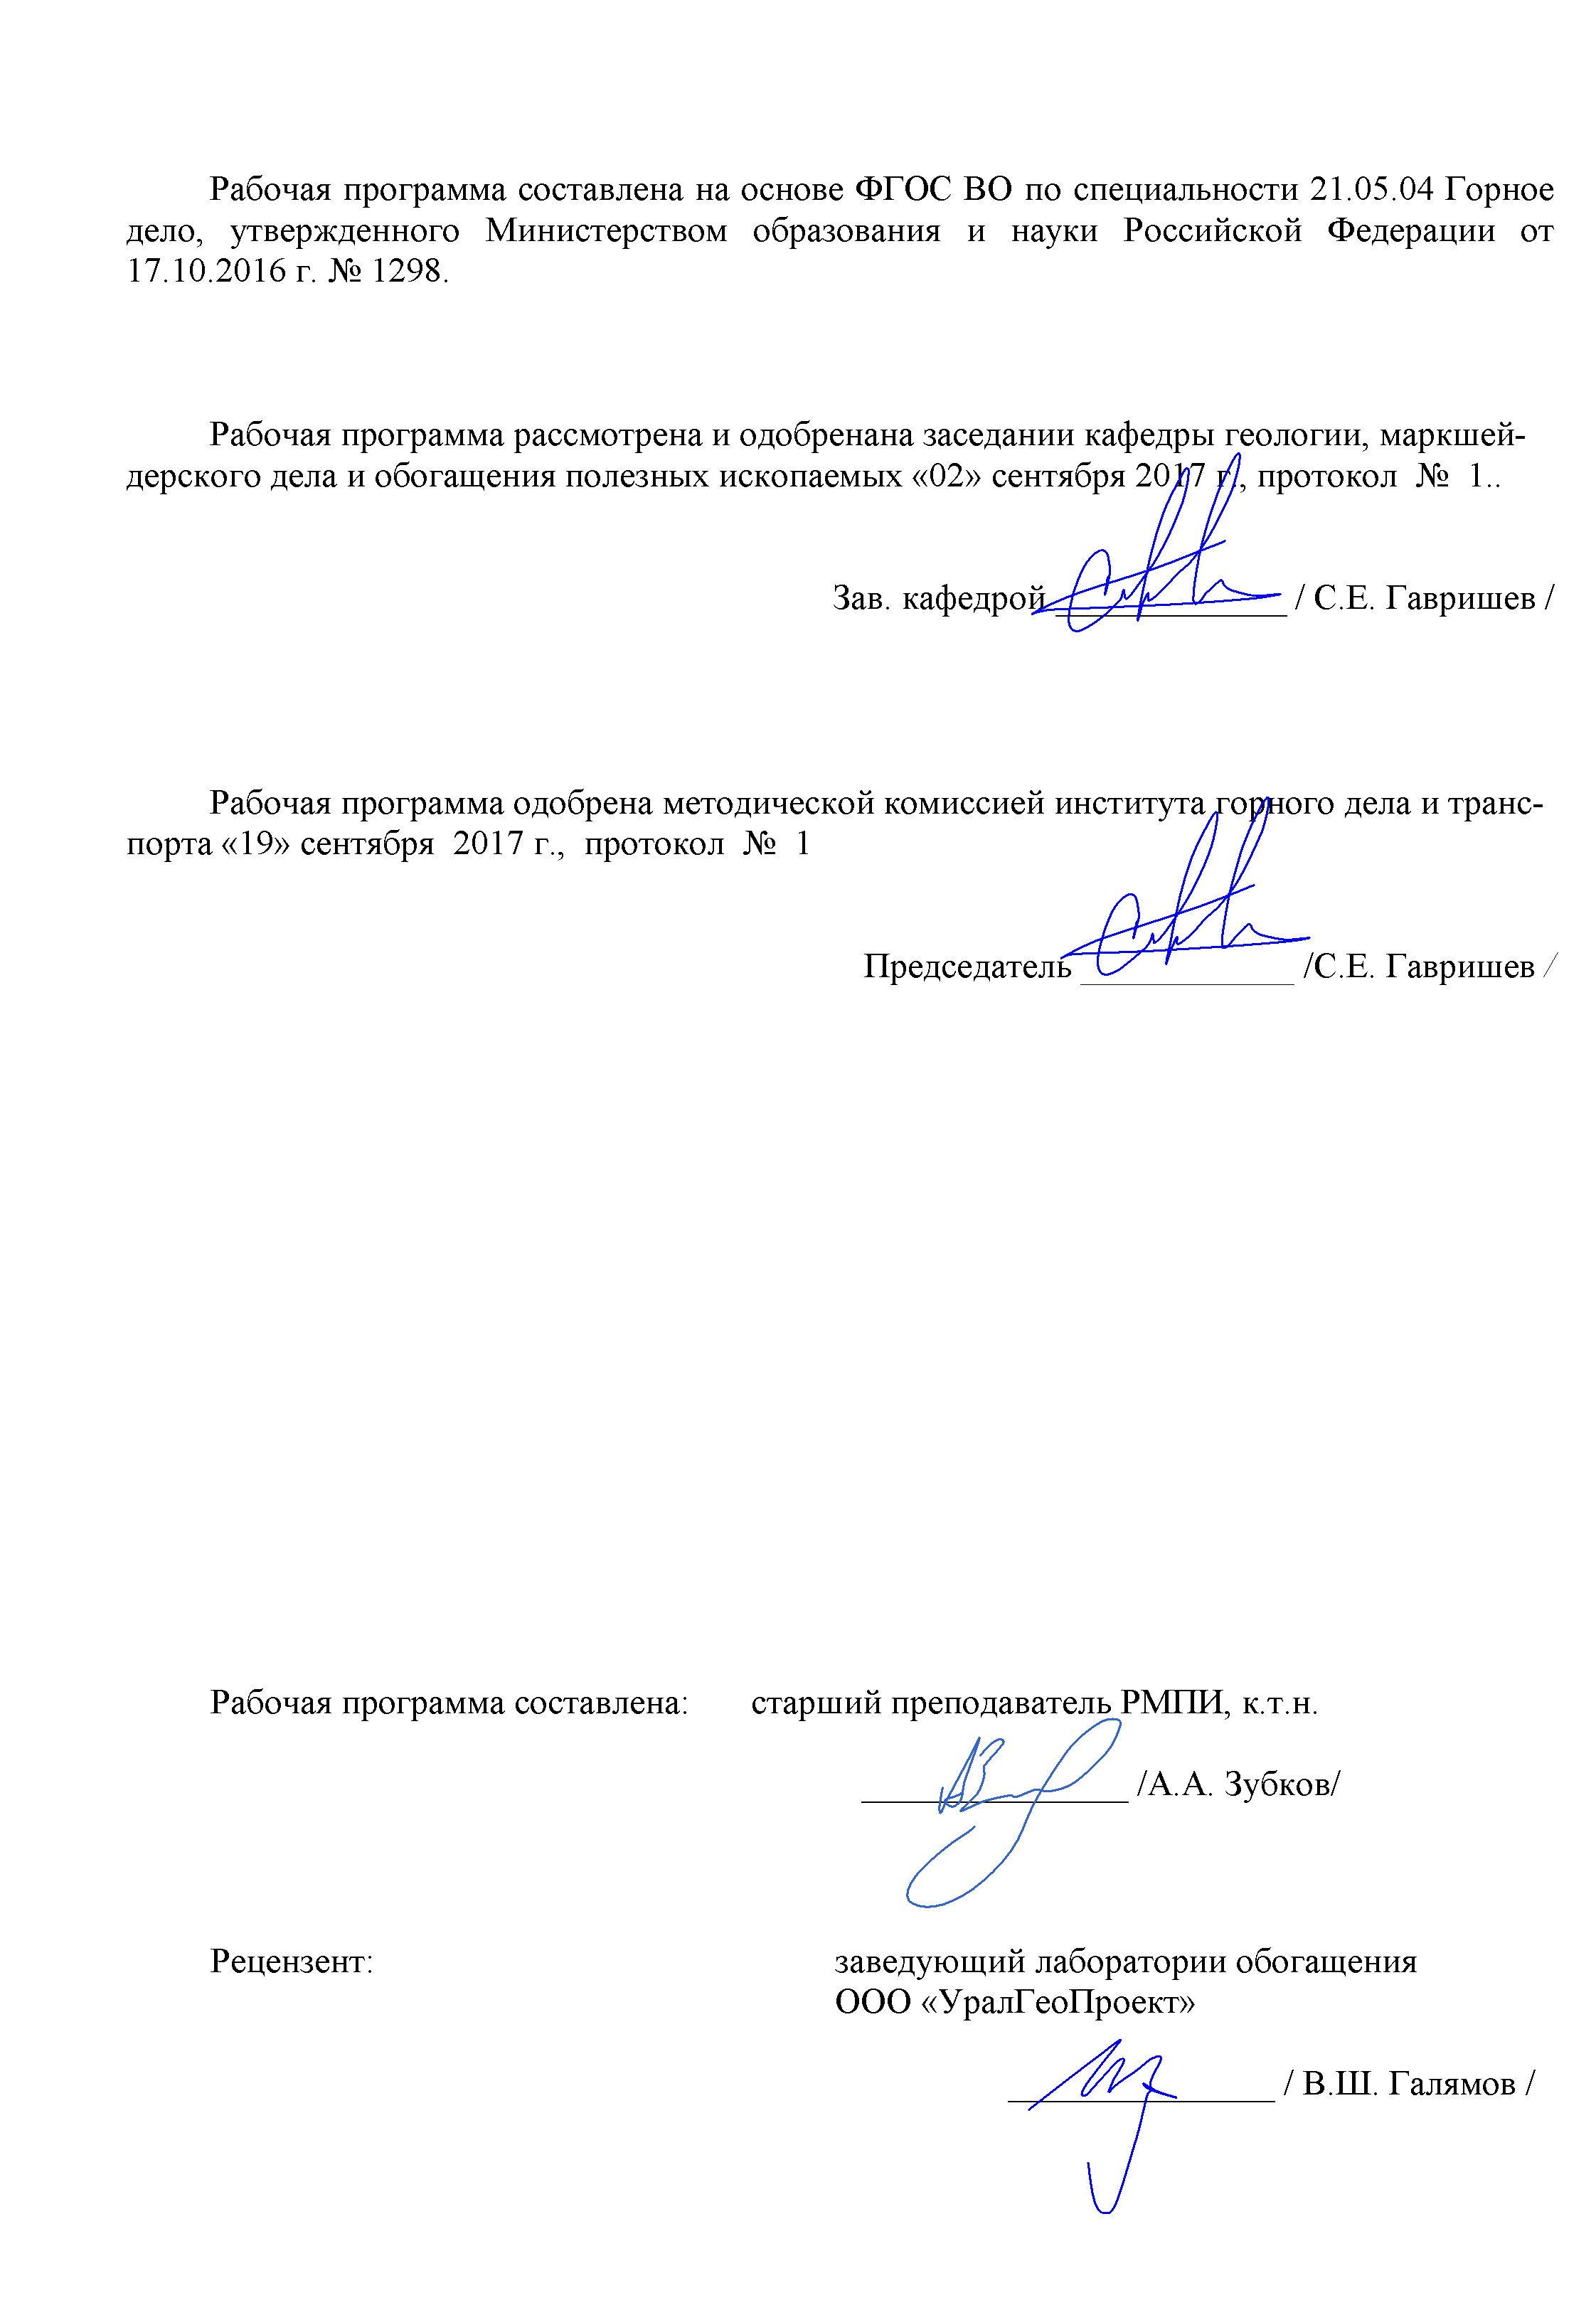 Рабочая программа составлена на основе ФГОС ВО по специальности 21.05.04 Горное
дело, утвержденного Министерством образования и науки Российской Федерации от
17.10.2016 г. № 1298.
Рабочая программа рассмотрена и одобренана заседании кафедры геологии, маркшей-
дерского дела и обогащения полезных ископаемых «02» сентября 2017 г., протокол № 1..
Зав. кафедрой_____________ / С.Е. Гавришев /
Рабочая программа одобрена методической комиссией института горного дела и транс-
порта «19» сентября 2017 г., протокол № 1
Председатель ____________ /С.Е. Гавришев /
Рабочая программа составлена: старший преподаватель РМПИ, к.т.н.
_______________ /А.А. Зубков/
Рецензент: заведующий лаборатории обогащения
ООО «УралГеоПроект»
_______________ / В.Ш. Галямов /